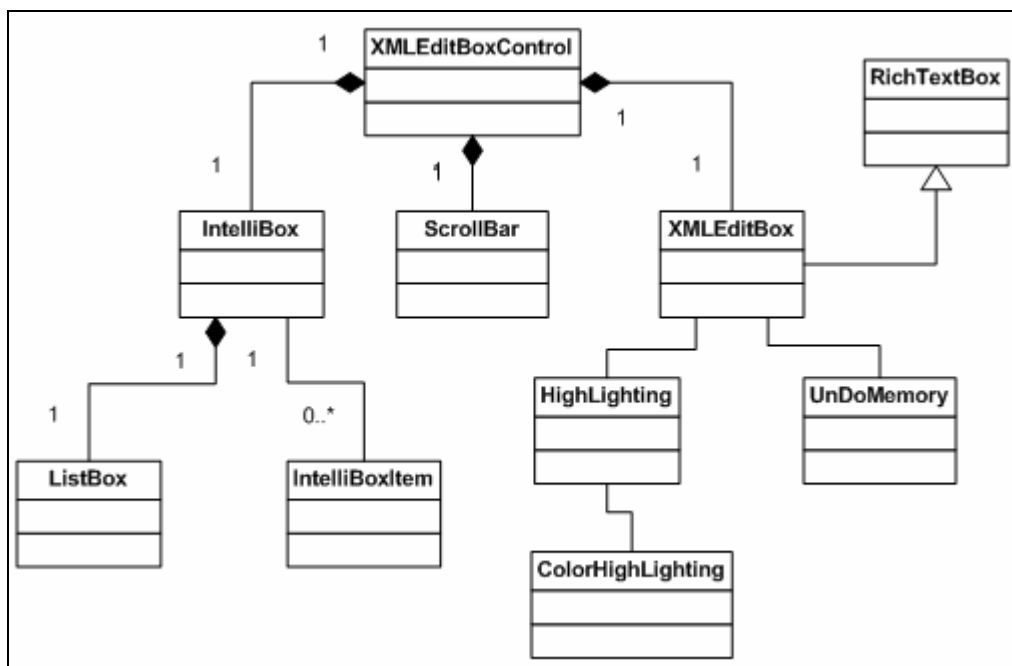 1
XMLEditBoxControl
RichTextBox
1
1
1
1
IntelliBox
ScrollBar
XMLEditBox
1
1
1
0..*
HighLighting
UnDoMemory
ListBox
IntelliBoxItem
ColorHighLighting